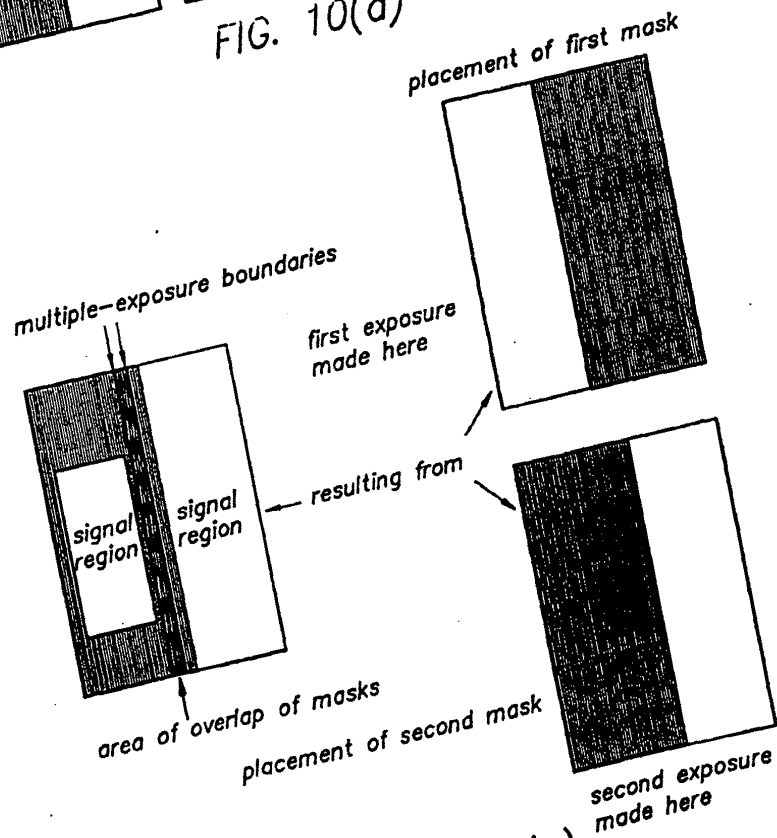 FIG. 10(a)
placement of first mask
multiple-exposure boundaries
first exposure
made here
signal
region
signal
region
resulting from
area of overlap of masks
placement of second mask
second exposure
made here